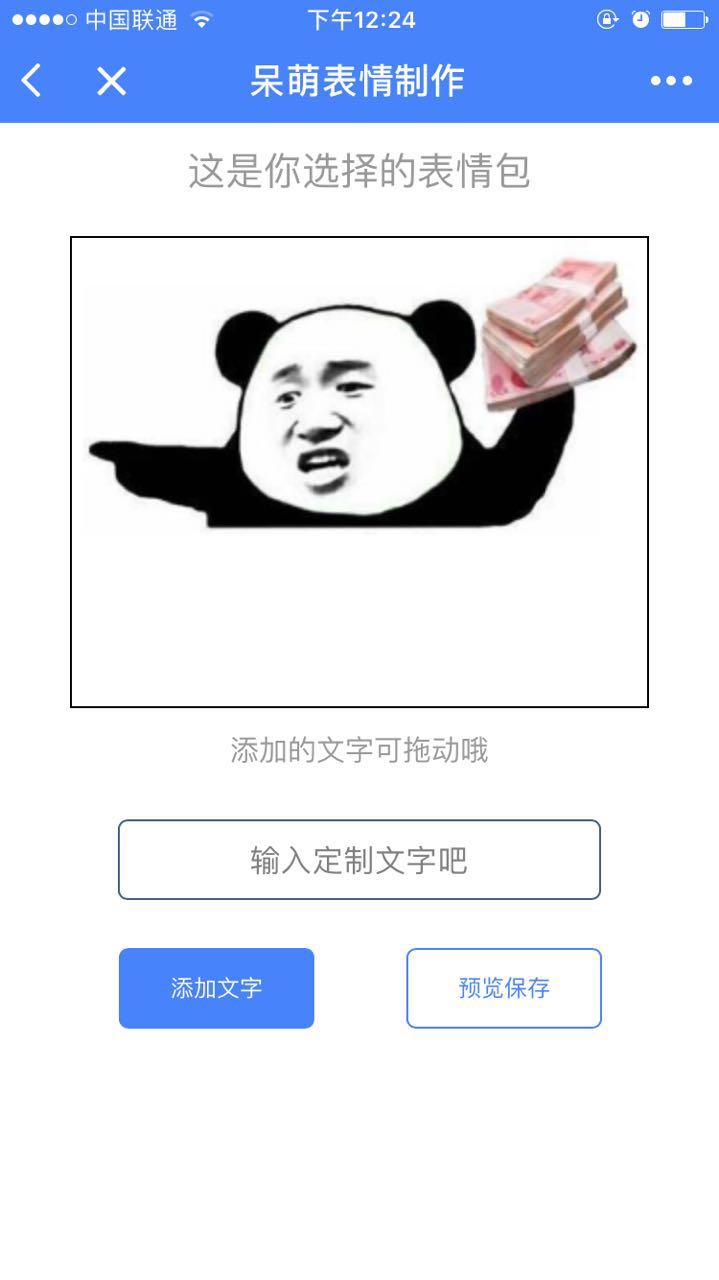 中国联通
下午12:24
呆萌表情制作
这是你选择的表情包
添加的文字可拖动哦
输入定制文字吧
添加文字
预览保存